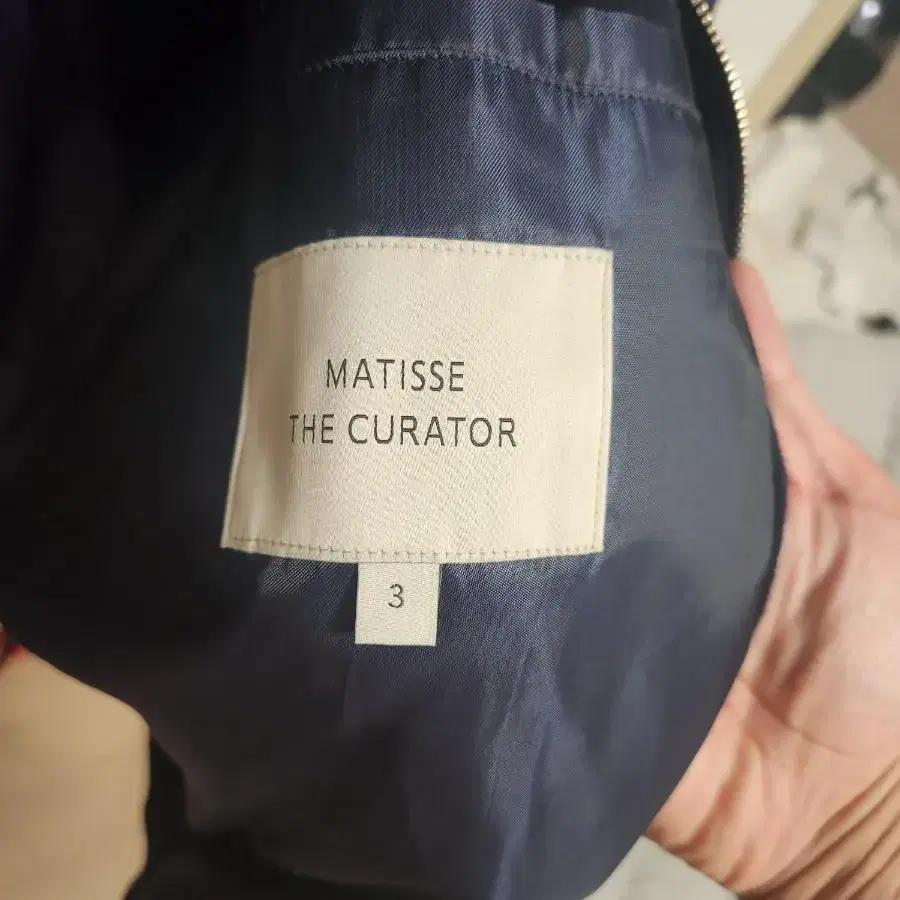 MATISSE
THE CURATOR
3